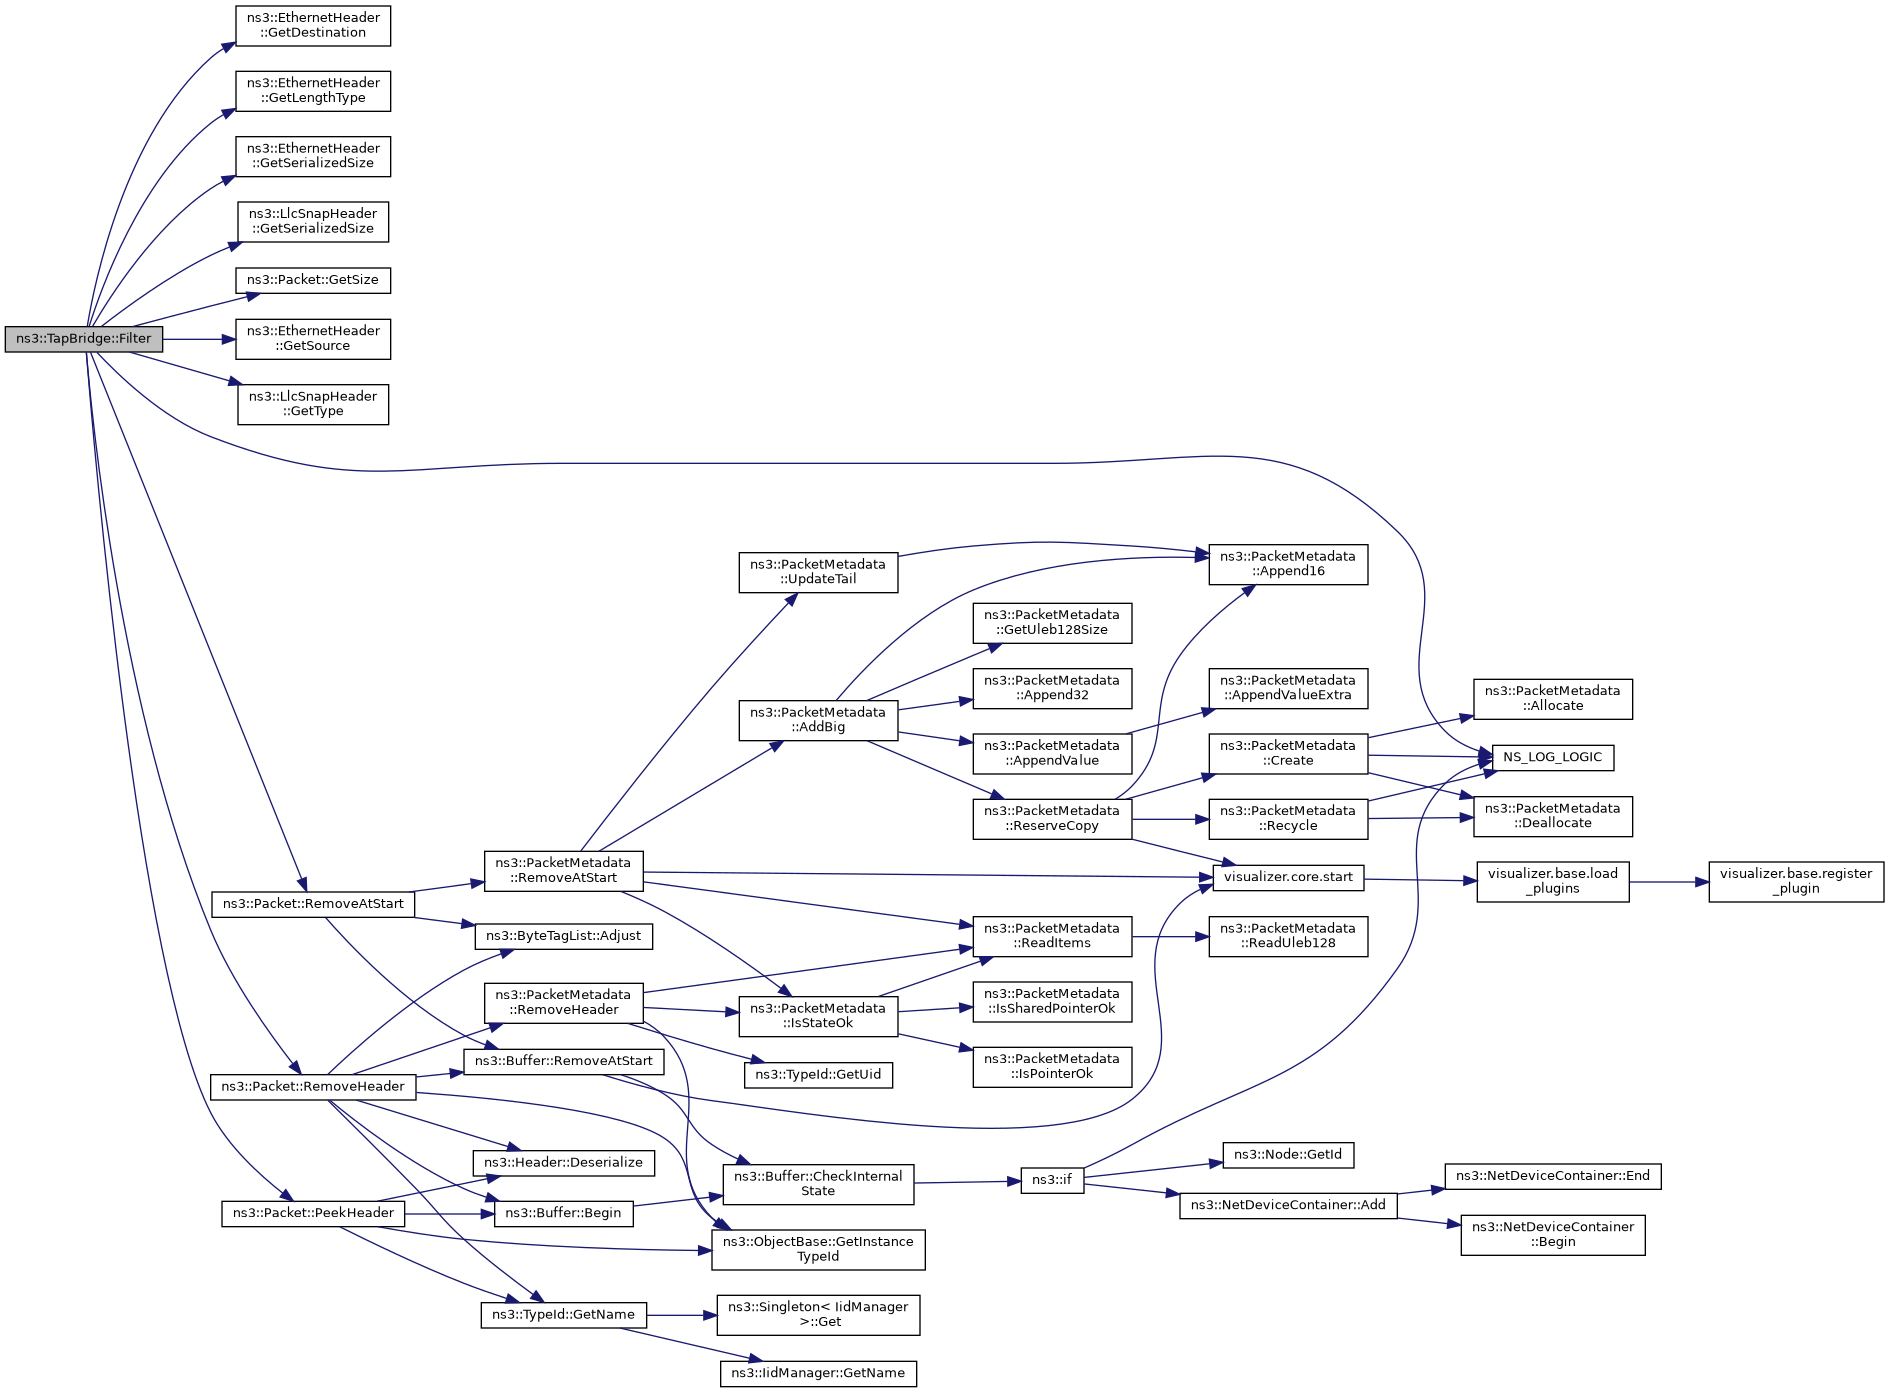 ns3::EthernetHeader
::GetDestination
ns3::EthernetHeader
::GetLengthType
ns3::EthernetHeader
::GetSerializedSize
ns3::LlcSnapHeader
::GetSerializedSize
ns3::Packet::GetSize
ns3::TapBridge::Filter
ns3::EthernetHeader
::GetSource
ns3::LlcSnapHeader
::GetType
ns3::PacketMetadata
::UpdateTail
ns3::PacketMetadata
::Append16
ns3::PacketMetadata
::GetUleb128Size
ns3::PacketMetadata
::Append32
ns3::PacketMetadata
::AppendValueExtra
ns3::PacketMetadata
::Allocate
ns3::PacketMetadata
::AddBig
ns3::PacketMetadata
::AppendValue
ns3::PacketMetadata
::Create
NS_LOG_LOGIC
ns3::PacketMetadata
::ReserveCopy
ns3::PacketMetadata
::Recycle
ns3::PacketMetadata
::Deallocate
ns3::PacketMetadata
::RemoveAtStart
visualizer.core.start
visualizer.base.load
_plugins
visualizer.base.register
_plugin
ns3::Packet::RemoveAtStart
ns3::ByteTagList::Adjust
ns3::PacketMetadata
::ReadItems
ns3::PacketMetadata
::ReadUleb128
ns3::PacketMetadata
::RemoveHeader
ns3::PacketMetadata
::IsStateOk
ns3::PacketMetadata
::IsSharedPointerOk
ns3::Buffer::RemoveAtStart
ns3::TypeId::GetUid
ns3::PacketMetadata
::IsPointerOk
ns3::Packet::RemoveHeader
ns3::Header::Deserialize
ns3::Buffer::CheckInternal
State
ns3::if
ns3::Node::GetId
ns3::NetDeviceContainer::End
ns3::NetDeviceContainer::Add
ns3::Packet::PeekHeader
ns3::Buffer::Begin
ns3::NetDeviceContainer
::Begin
ns3::ObjectBase::GetInstance
TypeId
ns3::TypeId::GetName
ns3::Singleton< IidManager
>::Get
ns3::IidManager::GetName